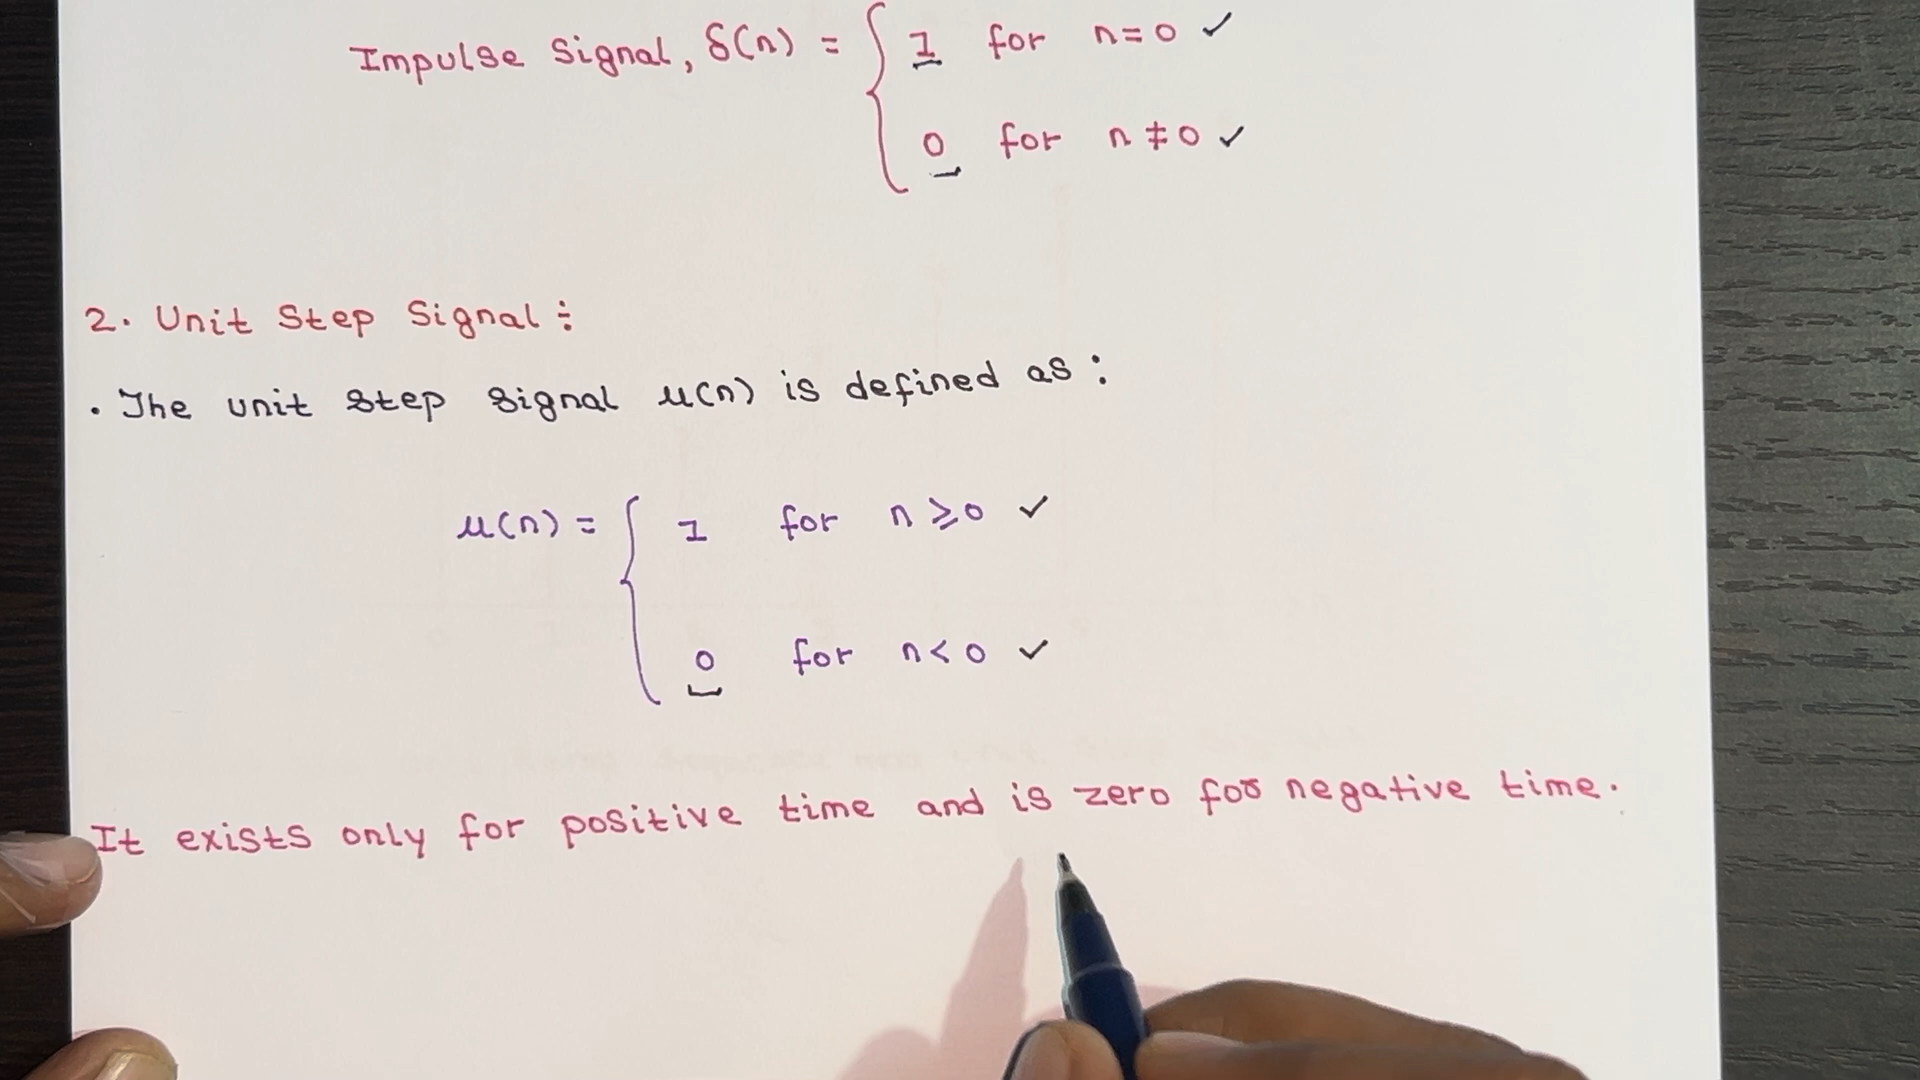 Impulse Signal, δ(n) = { 1 for n=0 ✓
0 for n≠0 ✓
2. Unit Step Signal÷
• The unit step signal u(n) is defined as:
u(n) = { 1 for n≥0 ✓
0 for n<0 ✓
It exists only for positive time and is zero for negative time.